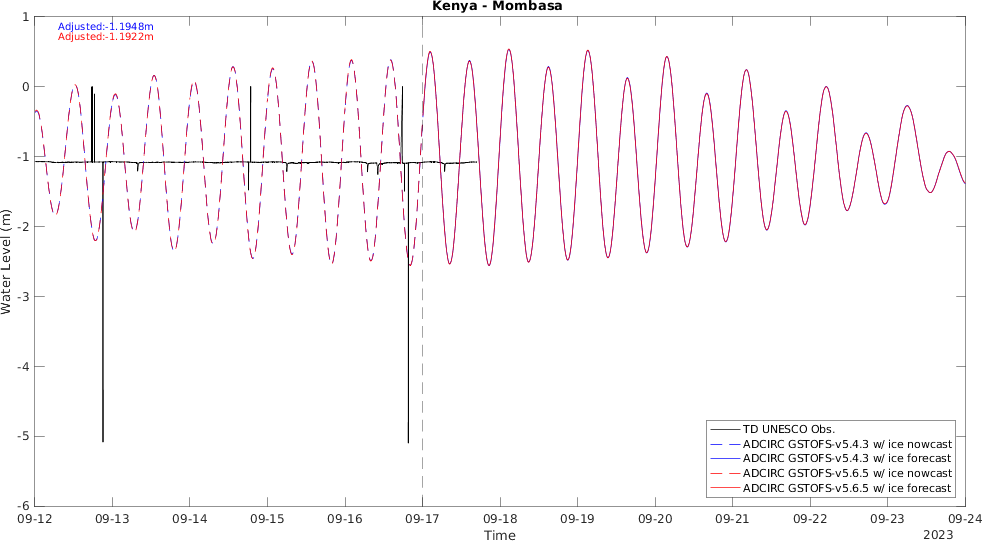 Kenya - Mombasa
Adjusted:-1.1948m
Adjusted:-1.1922m
1
0
-1
-2
-3
-4
-5
-6
Water Level (m)
TD UNESCO Obs.
ADCIRC GSTOFS-v5.4.3 w/ ice nowcast
ADCIRC GSTOFS-v5.4.3 w/ ice forecast
ADCIRC GSTOFS-v5.6.5 w/ ice nowcast
ADCIRC GSTOFS-v5.6.5 w/ ice forecast
09-12 09-13 09-14 09-15 09-16 09-17 09-18 09-19 09-20 09-21 09-22 09-23 09-24
Time
2023